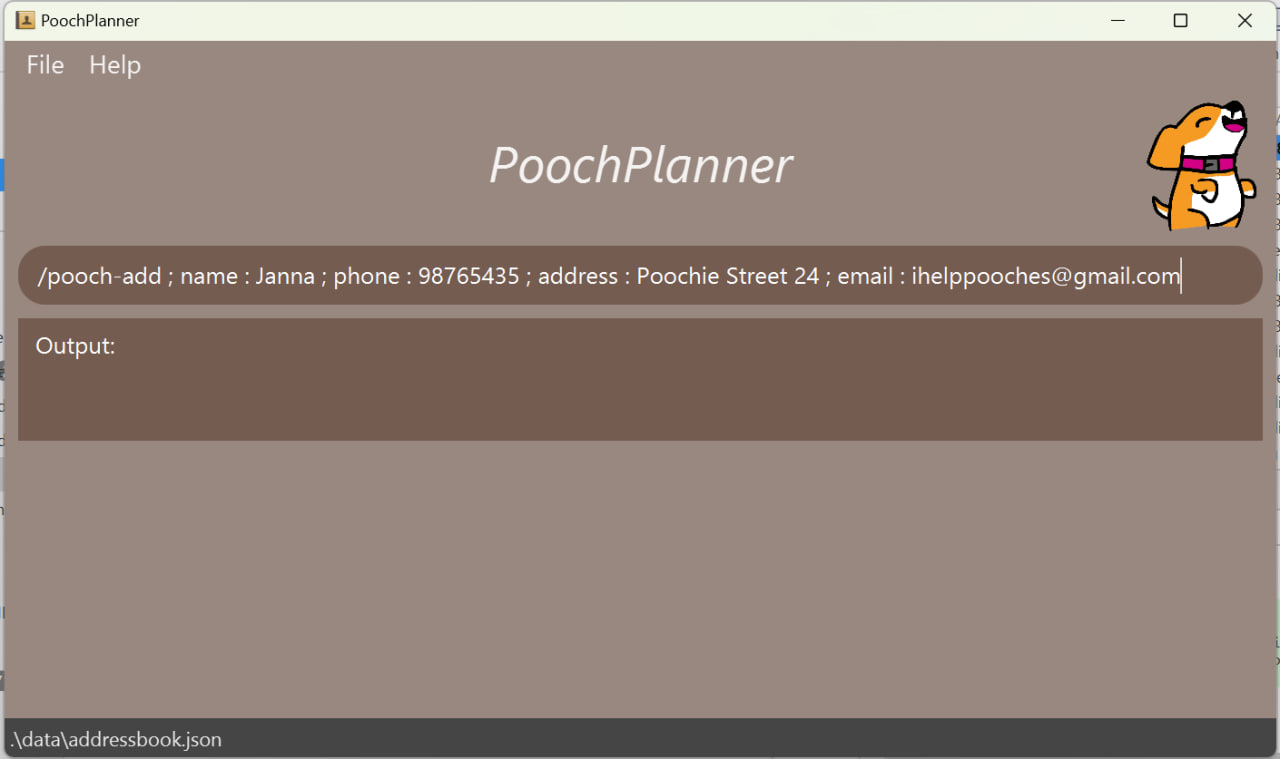 PoochPlanner
File Help
PoochPlanner
/pooch-add ; name : Janna ; phone : 98765435 ; address : Poochie Street 24 ; email : ihelppooches@gmail.com
Output:
.\data\addressbook.json